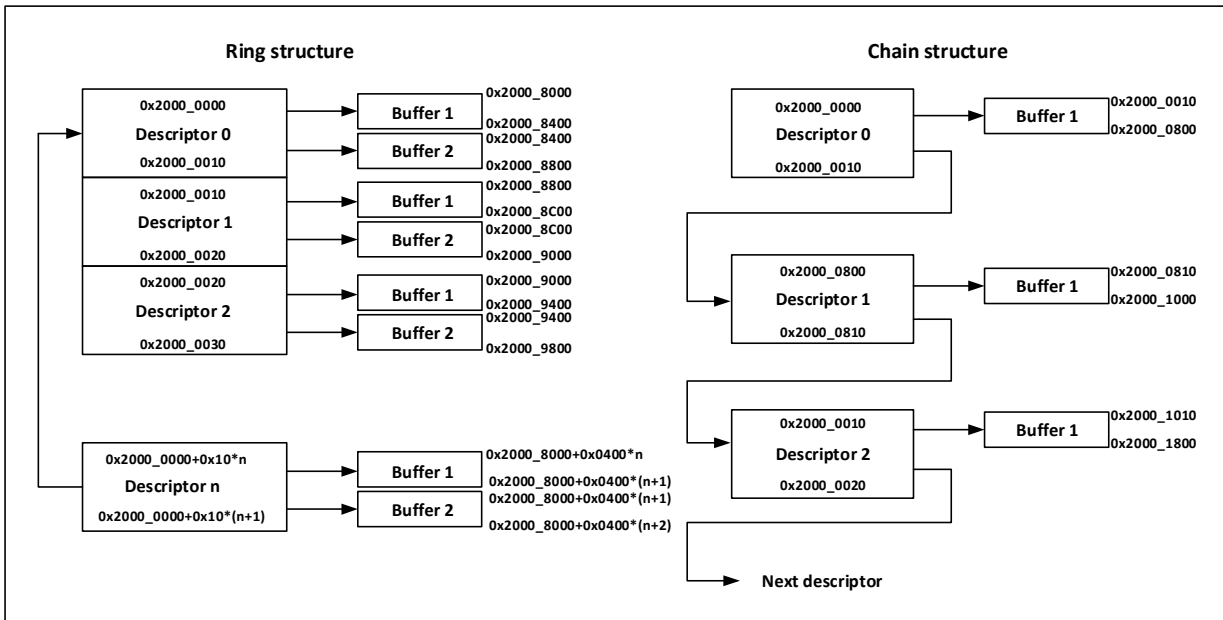 Ring structure
0x2000_0000
Descriptor 0
0x2000_0010
Buffer 1
0x2000_8000
0x2000_8400
Buffer 2
0x2000_8400
0x2000_8800
0x2000_0010
Descriptor 1
0x2000_0020
Buffer 1
0x2000_8800
0x2000_8C00
Buffer 2
0x2000_8C00
0x2000_9000
0x2000_0020
Descriptor 2
0x2000_0030
Buffer 1
0x2000_9000
0x2000_9400
Buffer 2
0x2000_9400
0x2000_9800
0x2000_0000+0x10*n
Descriptor n
0x2000_0000+0x10*(n+1)
Buffer 1
0x2000_8000+0x0400*n
0x2000_8000+0x0400*(n+1)
Buffer 2
0x2000_8000+0x0400*(n+1)
0x2000_8000+0x0400*(n+2)
Chain structure
0x2000_0000
Descriptor 0
0x2000_0010
Buffer 1
0x2000_0010
0x2000_0800
0x2000_0800
Descriptor 1
0x2000_0810
Buffer 1
0x2000_0810
0x2000_1000
0x2000_0010
Descriptor 2
0x2000_0020
Buffer 1
0x2000_1010
0x2000_1800
Next descriptor